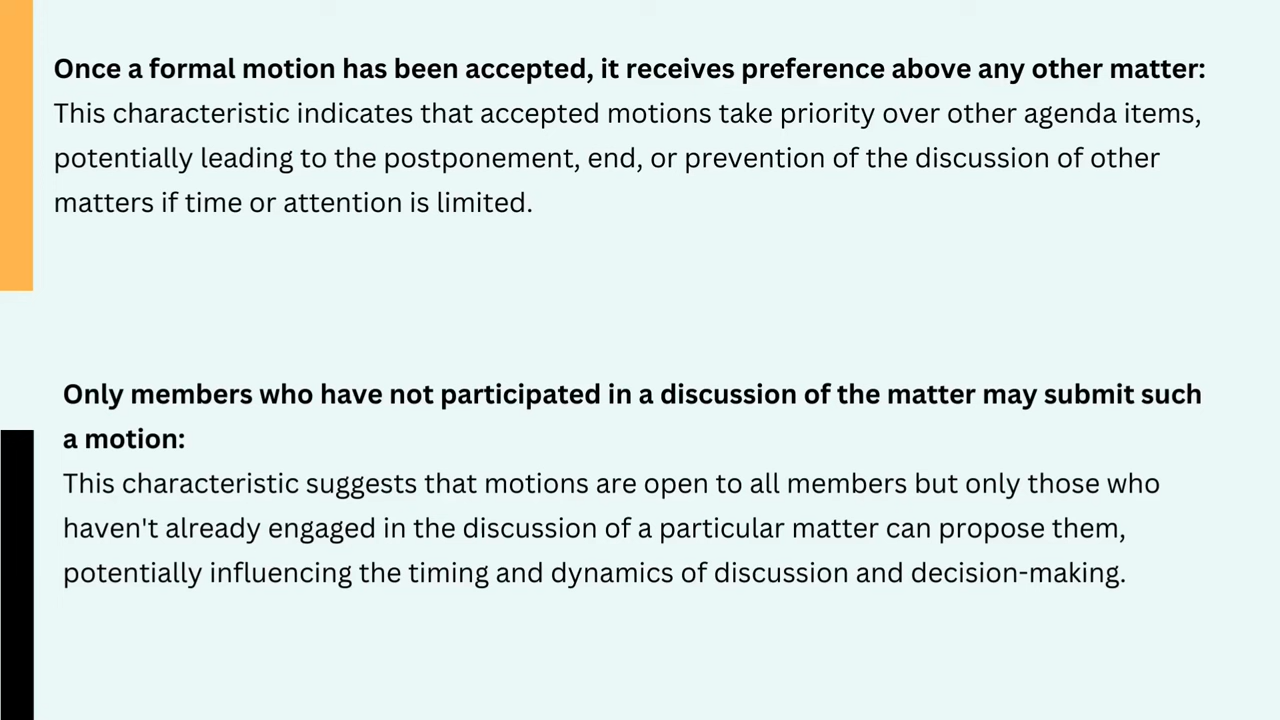 Once a formal motion has been accepted, it receives preference above any other matter:
This characteristic indicates that accepted motions take priority over other agenda items,
potentially leading to the postponement, end, or prevention of the discussion of other
matters if time or attention is limited.
Only members who have not participated in a discussion of the matter may submit such
a motion:
This characteristic suggests that motions are open to all members but only those who
haven't already engaged in the discussion of a particular matter can propose them,
potentially influencing the timing and dynamics of discussion and decision-making.